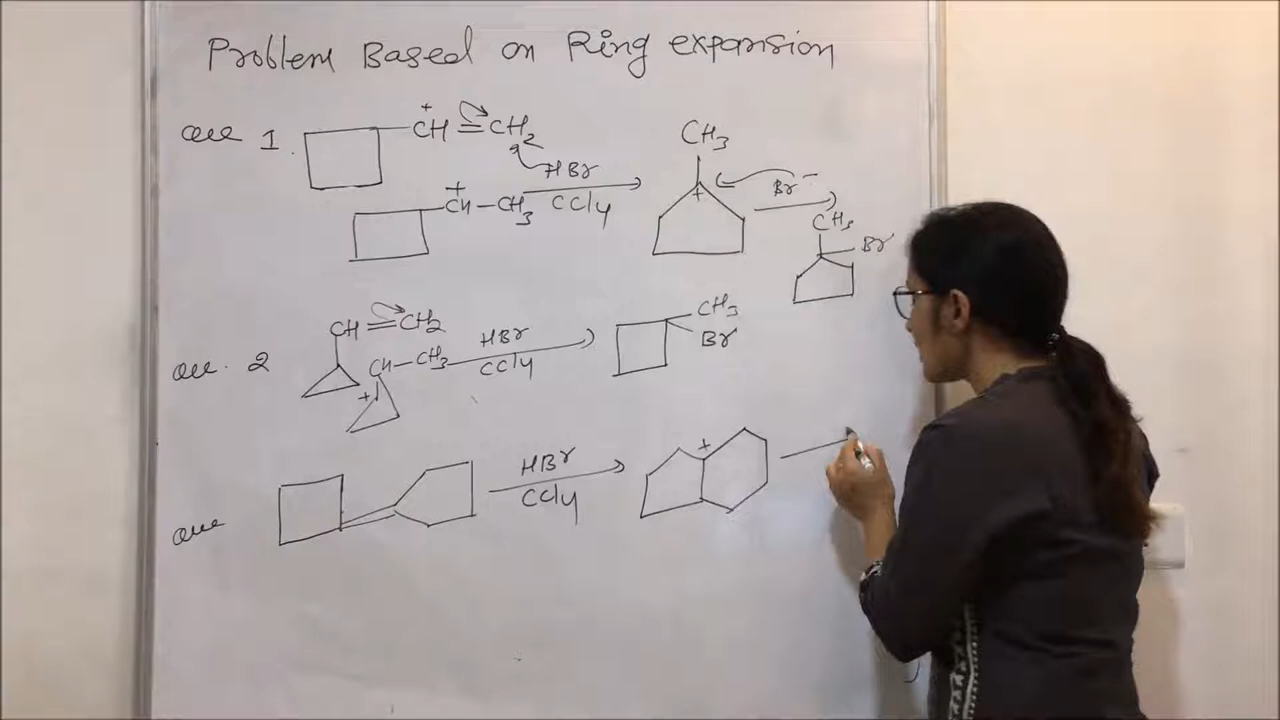 Problem Based on Ring expansion
Que 1. CH = CH2
+
HBr
CCl4
CH - CH3
+
CH3
+
Br -
CH3
Br
Que. 2 CH = CH2
CH - CH3
+
HBr
CCl4
CH3
Br
Que
HBr
CCl4
+